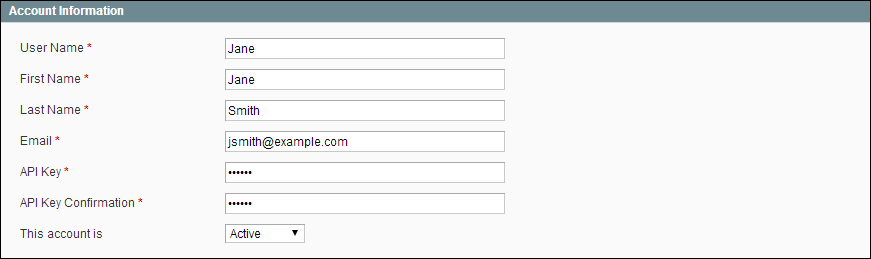 Account Information
User Name * Jane
First Name * Jane
Last Name * Smith
Email * jsmith@example.com
API Key * ••••••
API Key Confirmation * ••••••
This account is Active